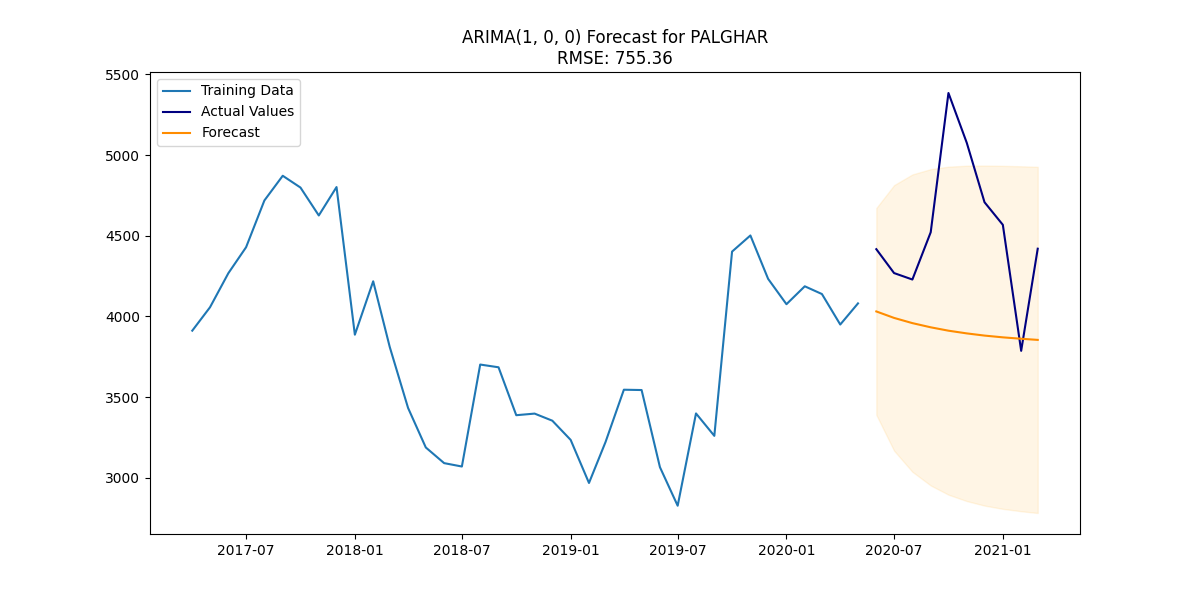 ARIMA(1, 0, 0) Forecast for PALGHAR
RMSE: 755.36
Training Data
Actual Values
Forecast
5500
5000
4500
4000
3500
3000
2017-07
2018-01
2018-07
2019-01
2019-07
2020-01
2020-07
2021-01